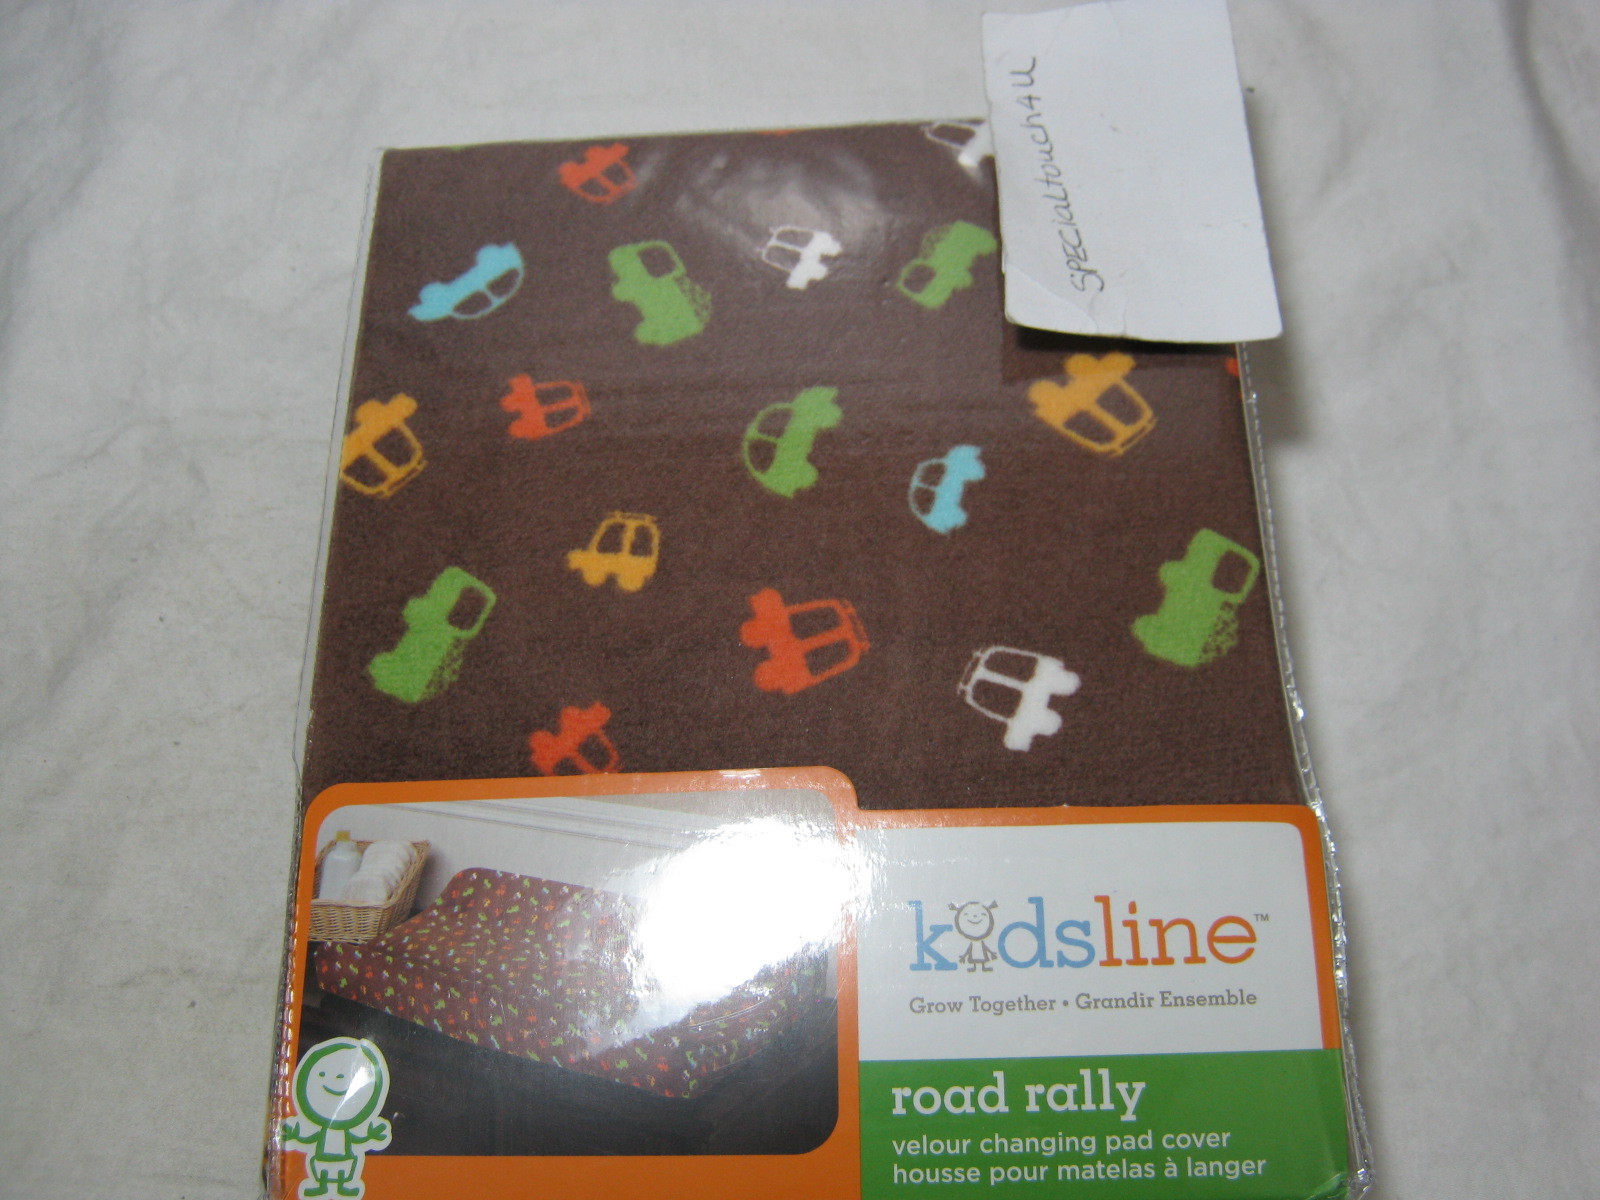 SPECIALtouch4U
kidsline™
Grow Together • Grandir Ensemble
road rally
velour changing pad cover
housse pour matelas à langer